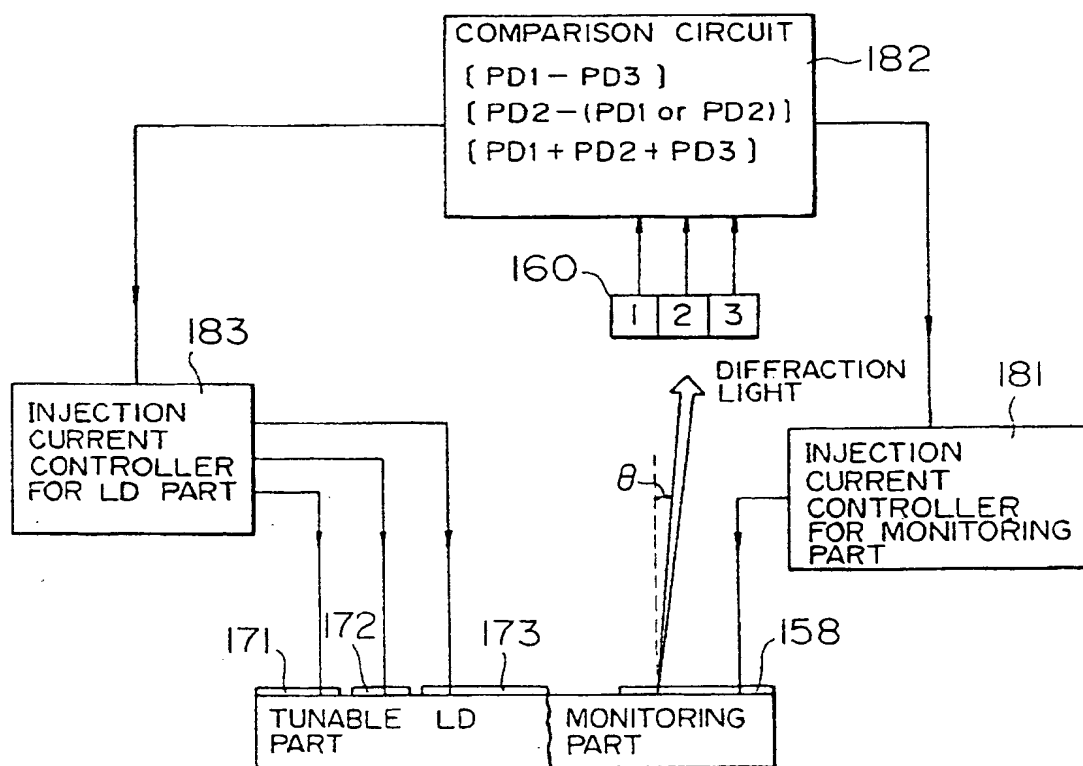 COMPARISON CIRCUIT
[ PD1 - PD3 ]
[ PD2 - (PD1 or PD2) ]
[ PD1 + PD2 + PD3 ]
182
160
1 2 3
183
INJECTION
CURRENT
CONTROLLER
FOR LD PART
DIFFRACTION
LIGHT
θ
181
INJECTION
CURRENT
CONTROLLER
FOR MONITORING
PART
171
172
173
158
TUNABLE LD
PART
MONITORING
PART